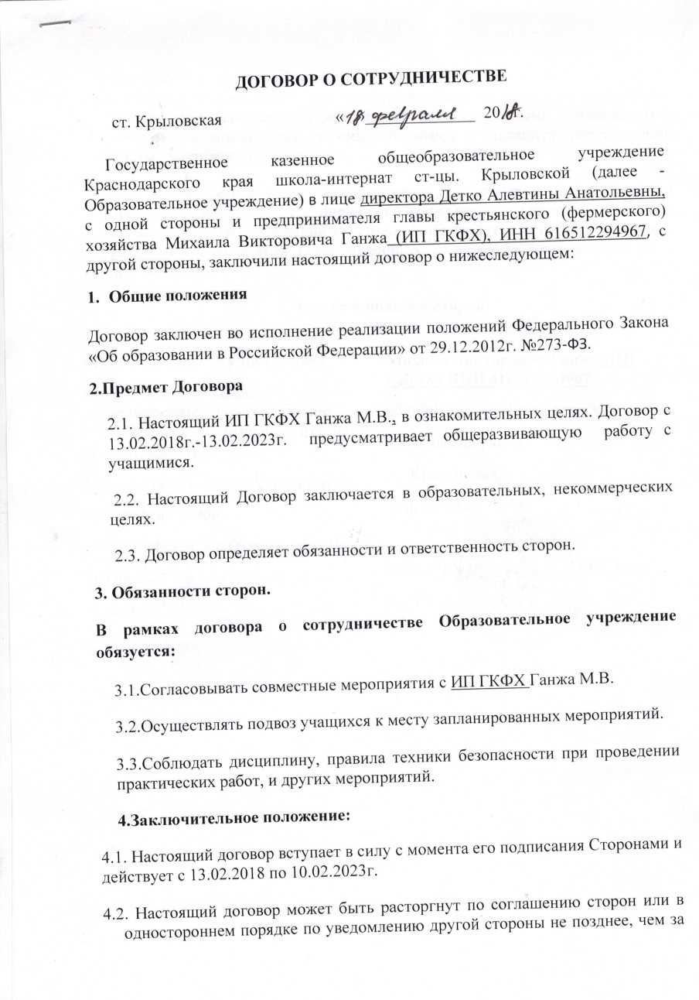 ДОГОВОР О СОТРУДНИЧЕСТВЕ
ст. Крыловская «18» февраля 2018г.
Государственное казенное общеобразовательное учреждение
Краснодарского края школа-интернат ст-цы. Крыловской (далее -
Образовательное учреждение) в лице директора Детко Алевтины Анатольевны,
с одной стороны и предпринимателя главы крестьянского (фермерского)
хозяйства Михаила Викторовича Ганжа (ИП ГКФХ), ИНН 616512294967, с
другой стороны, заключили настоящий договор о нижеследующем:
1. Общие положения
Договор заключен во исполнение реализации положений Федерального Закона
«Об образовании в Российской Федерации» от 29.12.2012г. №273-ФЗ.
2.Предмет Договора
2.1. Настоящий ИП ГКФХ Ганжа М.В., в ознакомительных целях. Договор с
13.02.2018г.-13.02.2023г. предусматривает общеразвивающую работу с
учащимися.
2.2. Настоящий Договор заключается в образовательных, некоммерческих
целях.
2.3. Договор определяет обязанности и ответственность сторон.
3. Обязанности сторон.
В рамках договора о сотрудничестве Образовательное учреждение
обязуется:
3.1.Согласовывать совместные мероприятия с ИП ГКФХ Ганжа М.В.
3.2.Осуществлять подвоз учащихся к месту запланированных мероприятий.
3.3.Соблюдать дисциплину, правила техники безопасности при проведении
практических работ, и других мероприятий.
4.Заключительное положение:
4.1. Настоящий договор вступает в силу с момента его подписания Сторонами и
действует с 13.02.2018 по 10.02.2023г.
4.2. Настоящий договор может быть расторгнут по соглашению сторон или в
одностороннем порядке по уведомлению другой стороны не позднее, чем за